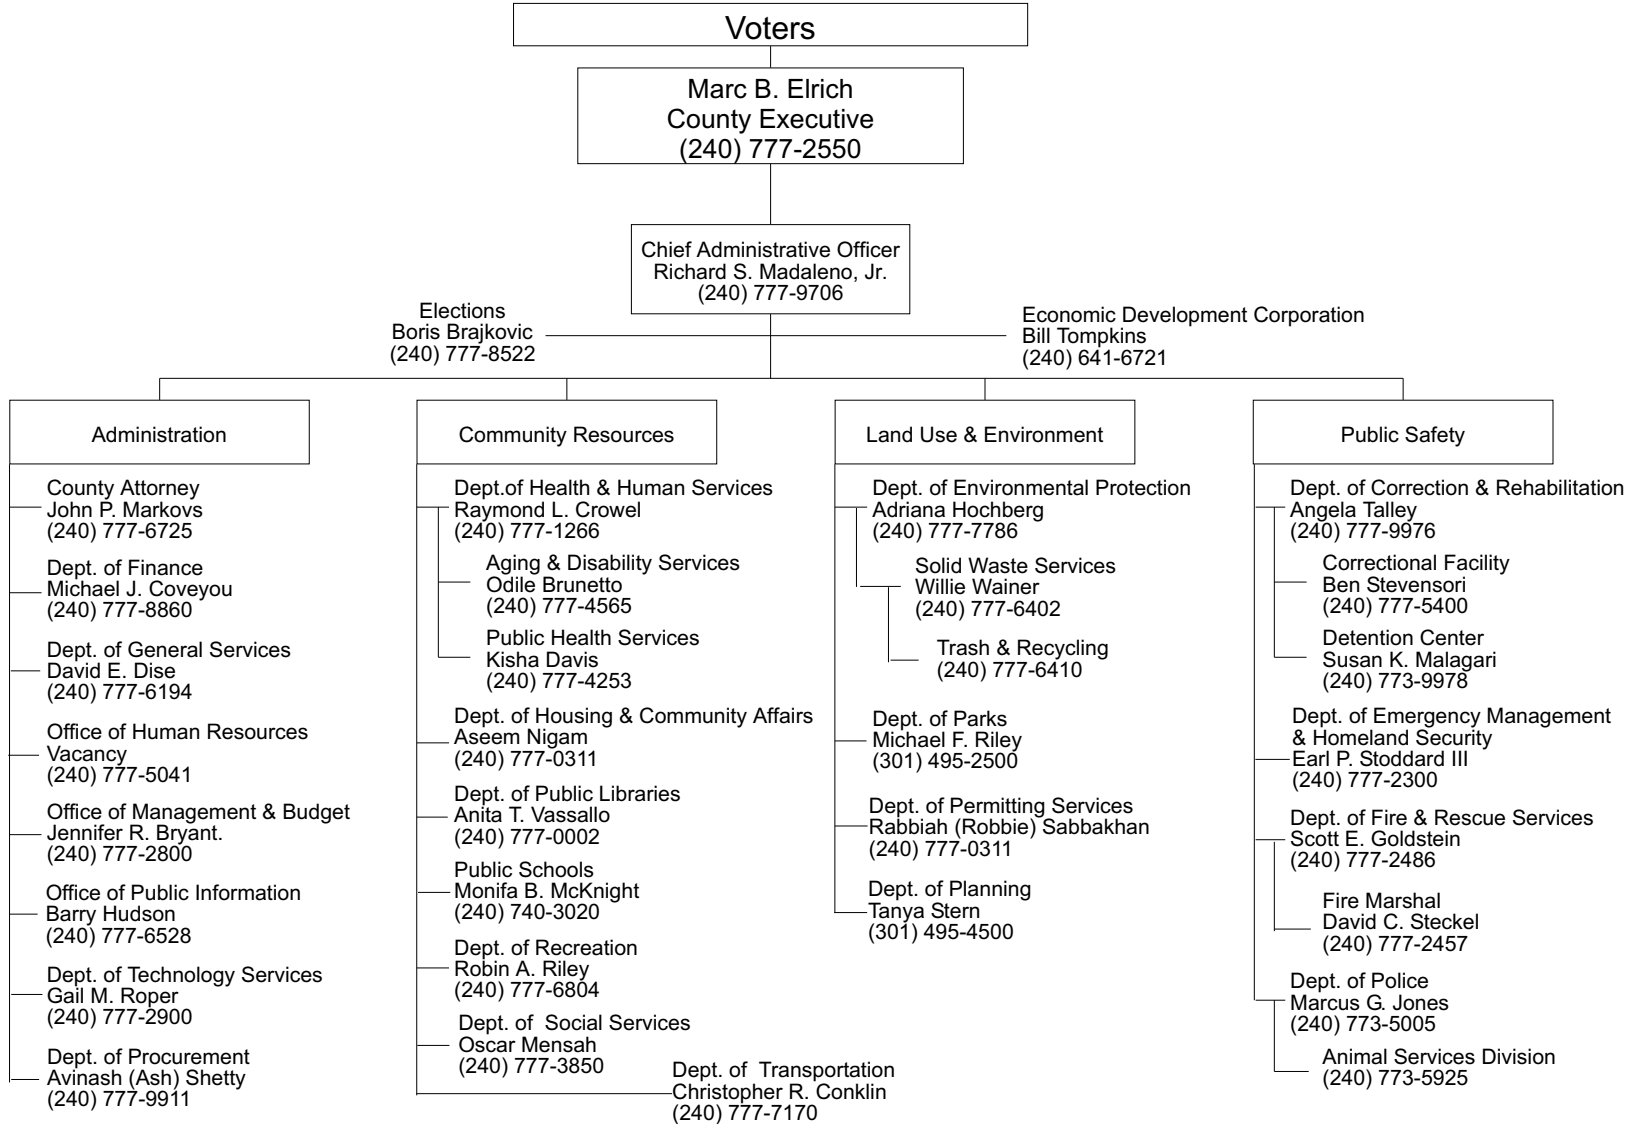 Voters
Marc B. Elrich
County Executive
(240) 777-2550
Chief Administrative Officer
Richard S. Madaleno, Jr.
(240) 777-9706
Elections
Boris Brajkovic
(240) 777-8522
Economic Development Corporation
Bill Tompkins
(240) 641-6721
Administration
County Attorney
John P. Markovs
(240) 777-6725
Dept. of Finance
Michael J. Coveyou
(240) 777-8860
Dept. of General Services
David E. Dise
(240) 777-6194
Office of Human Resources
Vacancy
(240) 777-5041
Office of Management & Budget
Jennifer R. Bryant.
(240) 777-2800
Office of Public Information
Barry Hudson
(240) 777-6528
Dept. of Technology Services
Gail M. Roper
(240) 777-2900
Dept. of Procurement
Avinash (Ash) Shetty
(240) 777-9911
Community Resources
Dept.of Health & Human Services
Raymond L. Crowel
(240) 777-1266
Aging & Disability Services
Odile Brunetto
(240) 777-4565
Public Health Services
Kisha Davis
(240) 777-4253
Dept. of Housing & Community Affairs
Aseem Nigam
(240) 777-0311
Dept. of Public Libraries
Anita T. Vassallo
(240) 777-0002
Public Schools
Monifa B. McKnight
(240) 740-3020
Dept. of Recreation
Robin A. Riley
(240) 777-6804
Dept. of Social Services
Oscar Mensah
(240) 777-3850
Dept. of Transportation
Christopher R. Conklin
(240) 777-7170
Land Use & Environment
Dept. of Environmental Protection
Adriana Hochberg
(240) 777-7786
Solid Waste Services
Willie Wainer
(240) 777-6402
Trash & Recycling
(240) 777-6410
Dept. of Parks
Michael F. Riley
(301) 495-2500
Dept. of Permitting Services
Rabbiah (Robbie) Sabbakhan
(240) 777-0311
Dept. of Planning
Tanya Stern
(301) 495-4500
Public Safety
Dept. of Correction & Rehabilitation
Angela Talley
(240) 777-9976
Correctional Facility
Ben Stevensori
(240) 777-5400
Detention Center
Susan K. Malagari
(240) 773-9978
Dept. of Emergency Management
& Homeland Security
Earl P. Stoddard III
(240) 777-2300
Dept. of Fire & Rescue Services
Scott E. Goldstein
(240) 777-2486
Fire Marshal
David C. Steckel
(240) 777-2457
Dept. of Police
Marcus G. Jones
(240) 773-5005
Animal Services Division
(240) 773-5925